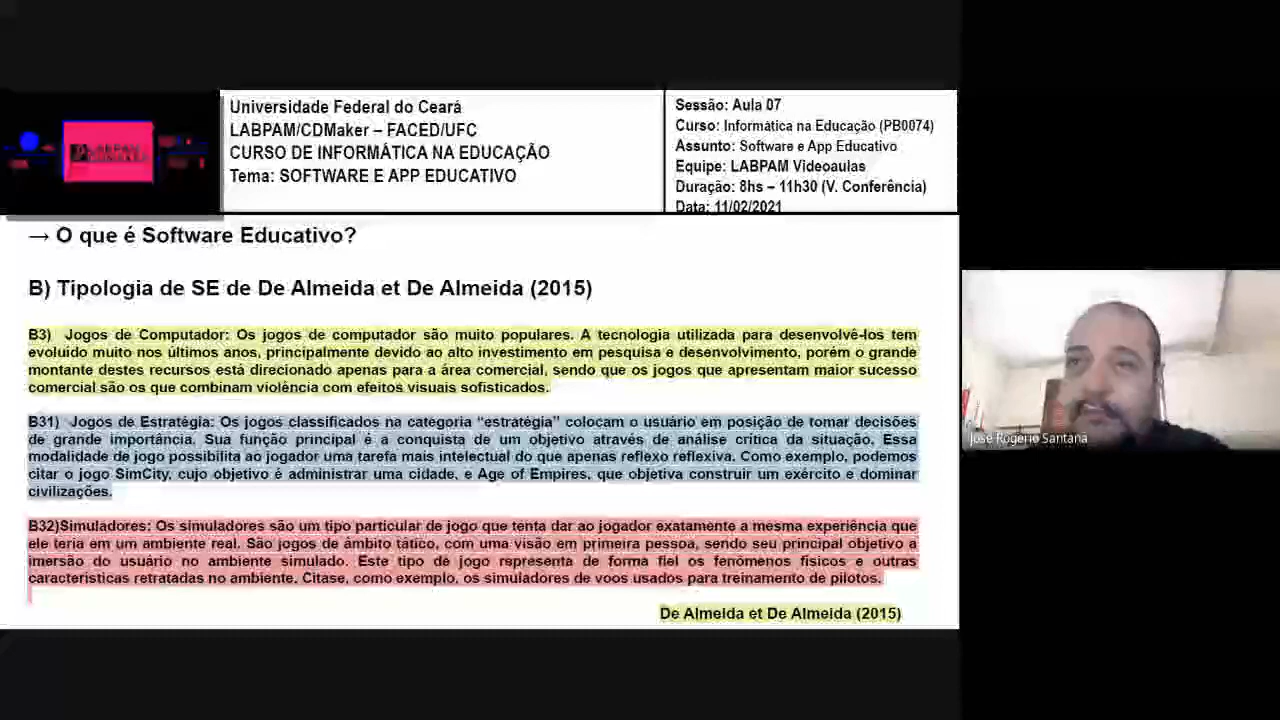 Universidade Federal do Ceará
LABPAM/CDMaker – FACED/UFC
CURSO DE INFORMÁTICA NA EDUCAÇÃO
Tema: SOFTWARE E APP EDUCATIVO
Sessão: Aula 07
Curso: Informática na Educação (PB0074)
Assunto: Software e App Educativo
Equipe: LABPAM Videoaulas
Duração: 8hs – 11h30 (V. Conferência)
Data: 11/02/2021
→ O que é Software Educativo?
B) Tipologia de SE de De Almeida et De Almeida (2015)
B3) Jogos de Computador: Os jogos de computador são muito populares. A tecnologia utilizada para desenvolvê-los tem
evoluído muito nos últimos anos, principalmente devido ao alto investimento em pesquisa e desenvolvimento, porém o grande
montante destes recursos está direcionado apenas para a área comercial, sendo que os jogos que apresentam maior sucesso
comercial são os que combinam violência com efeitos visuais sofisticados.
B31) Jogos de Estratégia: Os jogos classificados na categoria “estratégia” colocam o usuário em posição de tomar decisões
de grande importância. Sua função principal é a conquista de um objetivo através de análise crítica da situação. Essa
modalidade de jogo possibilita ao jogador uma tarefa mais intelectual do que apenas reflexo reflexiva. Como exemplo, podemos
citar o jogo SimCity, cujo objetivo é administrar uma cidade, e Age of Empires, que objetiva construir um exército e dominar
civilizações.
B32)Simuladores: Os simuladores são um tipo particular de jogo que tenta dar ao jogador exatamente a mesma experiência que
ele teria em um ambiente real. São jogos de âmbito tático, com uma visão em primeira pessoa, sendo seu principal objetivo a
imersão do usuário no ambiente simulado. Este tipo de jogo representa de forma fiel os fenômenos físicos e outras
características retratadas no ambiente. Citase, como exemplo, os simuladores de voos usados para treinamento de pilotos.
De Almeida et De Almeida (2015)
José Rogério Santana